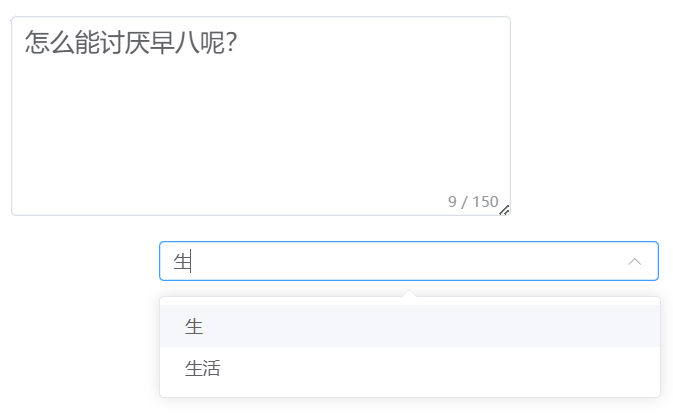 怎么能讨厌早八呢？
9 / 150
生
生
生活